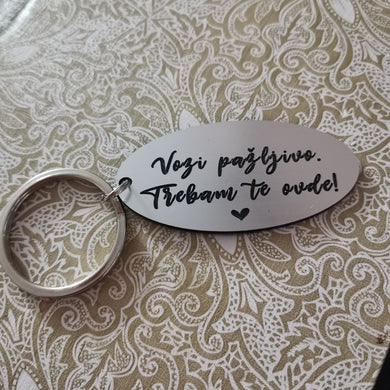 Vozi pažljivo.
Trebam te ovde!